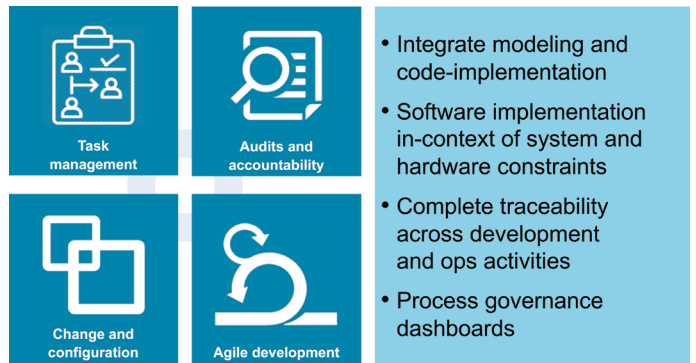 Task
management
Audits and
accountability
Change and
configuration
Agile development
• Integrate modeling and
code-implementation
• Software implementation
in-context of system and
hardware constraints
• Complete traceability
across development
and ops activities
• Process governance
dashboards